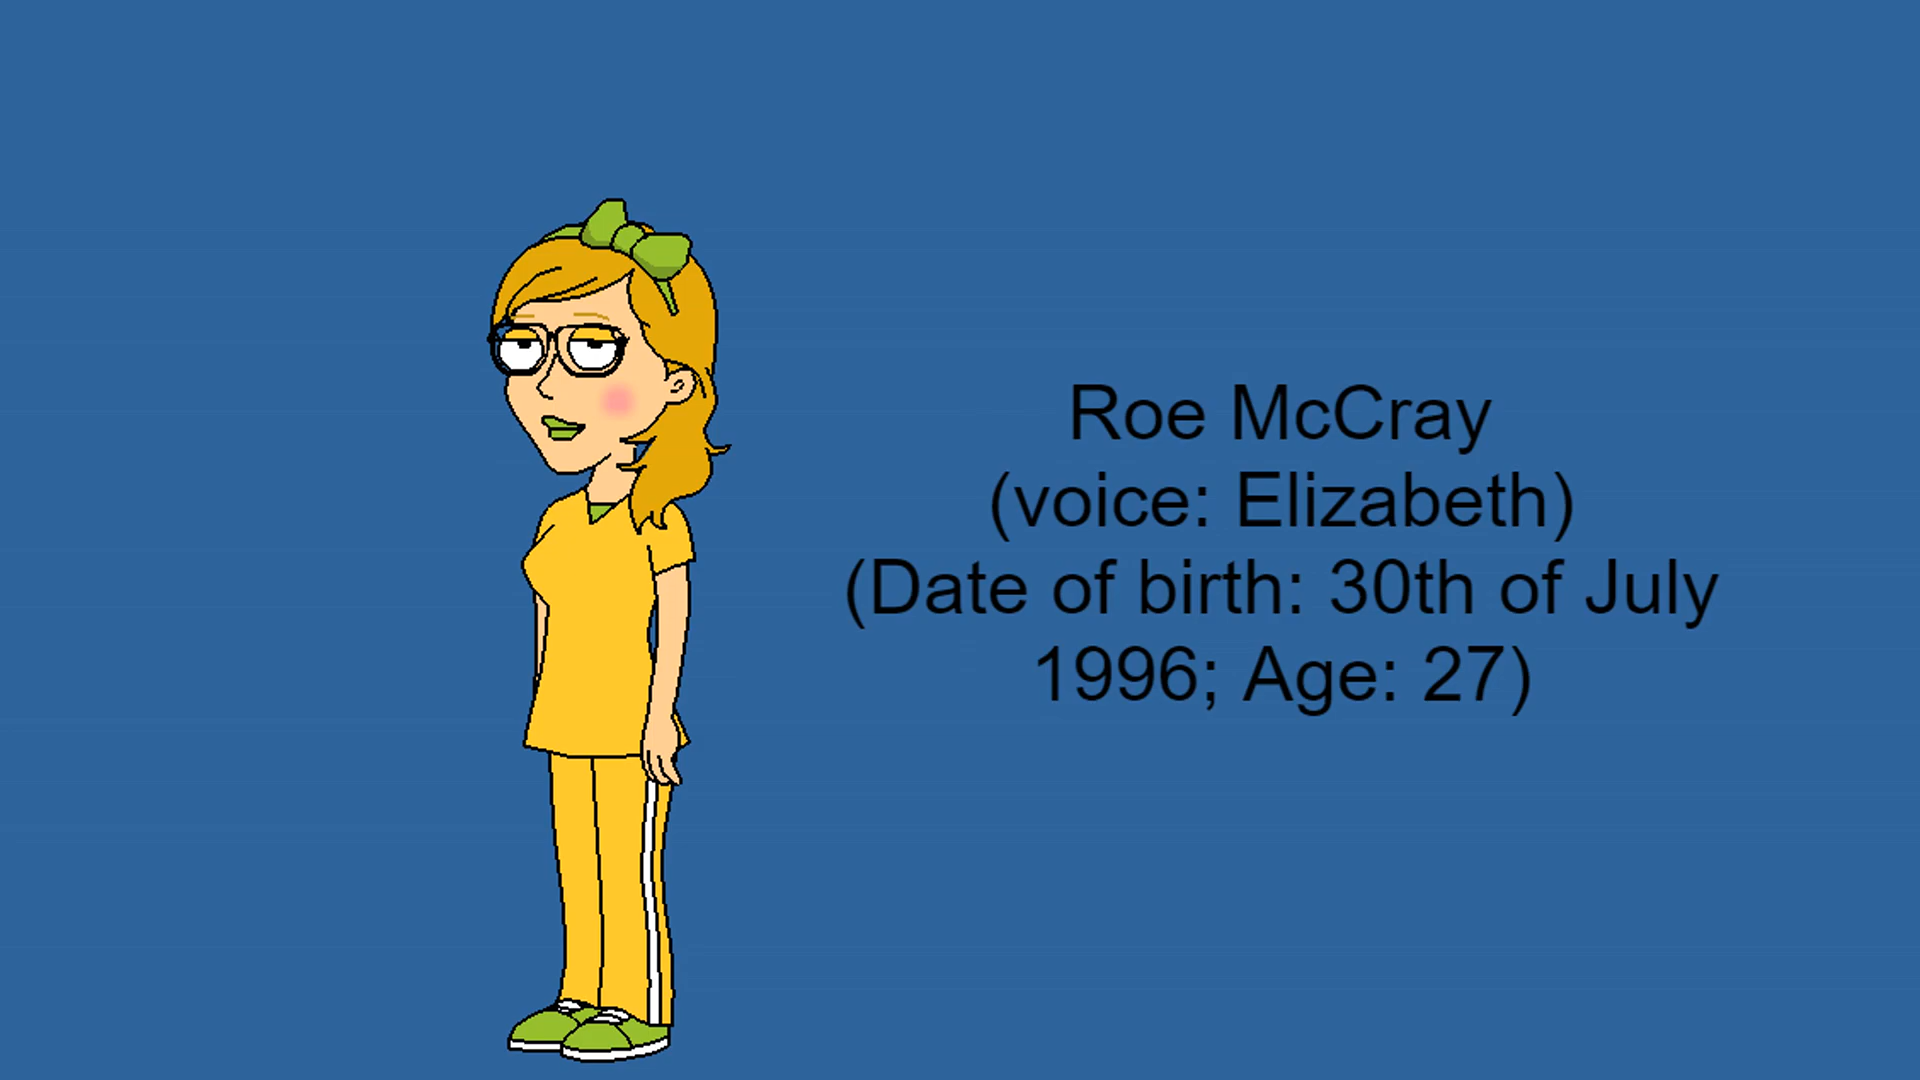 Roe McCray
(voice: Elizabeth)
(Date of birth: 30th of July
1996; Age: 27)